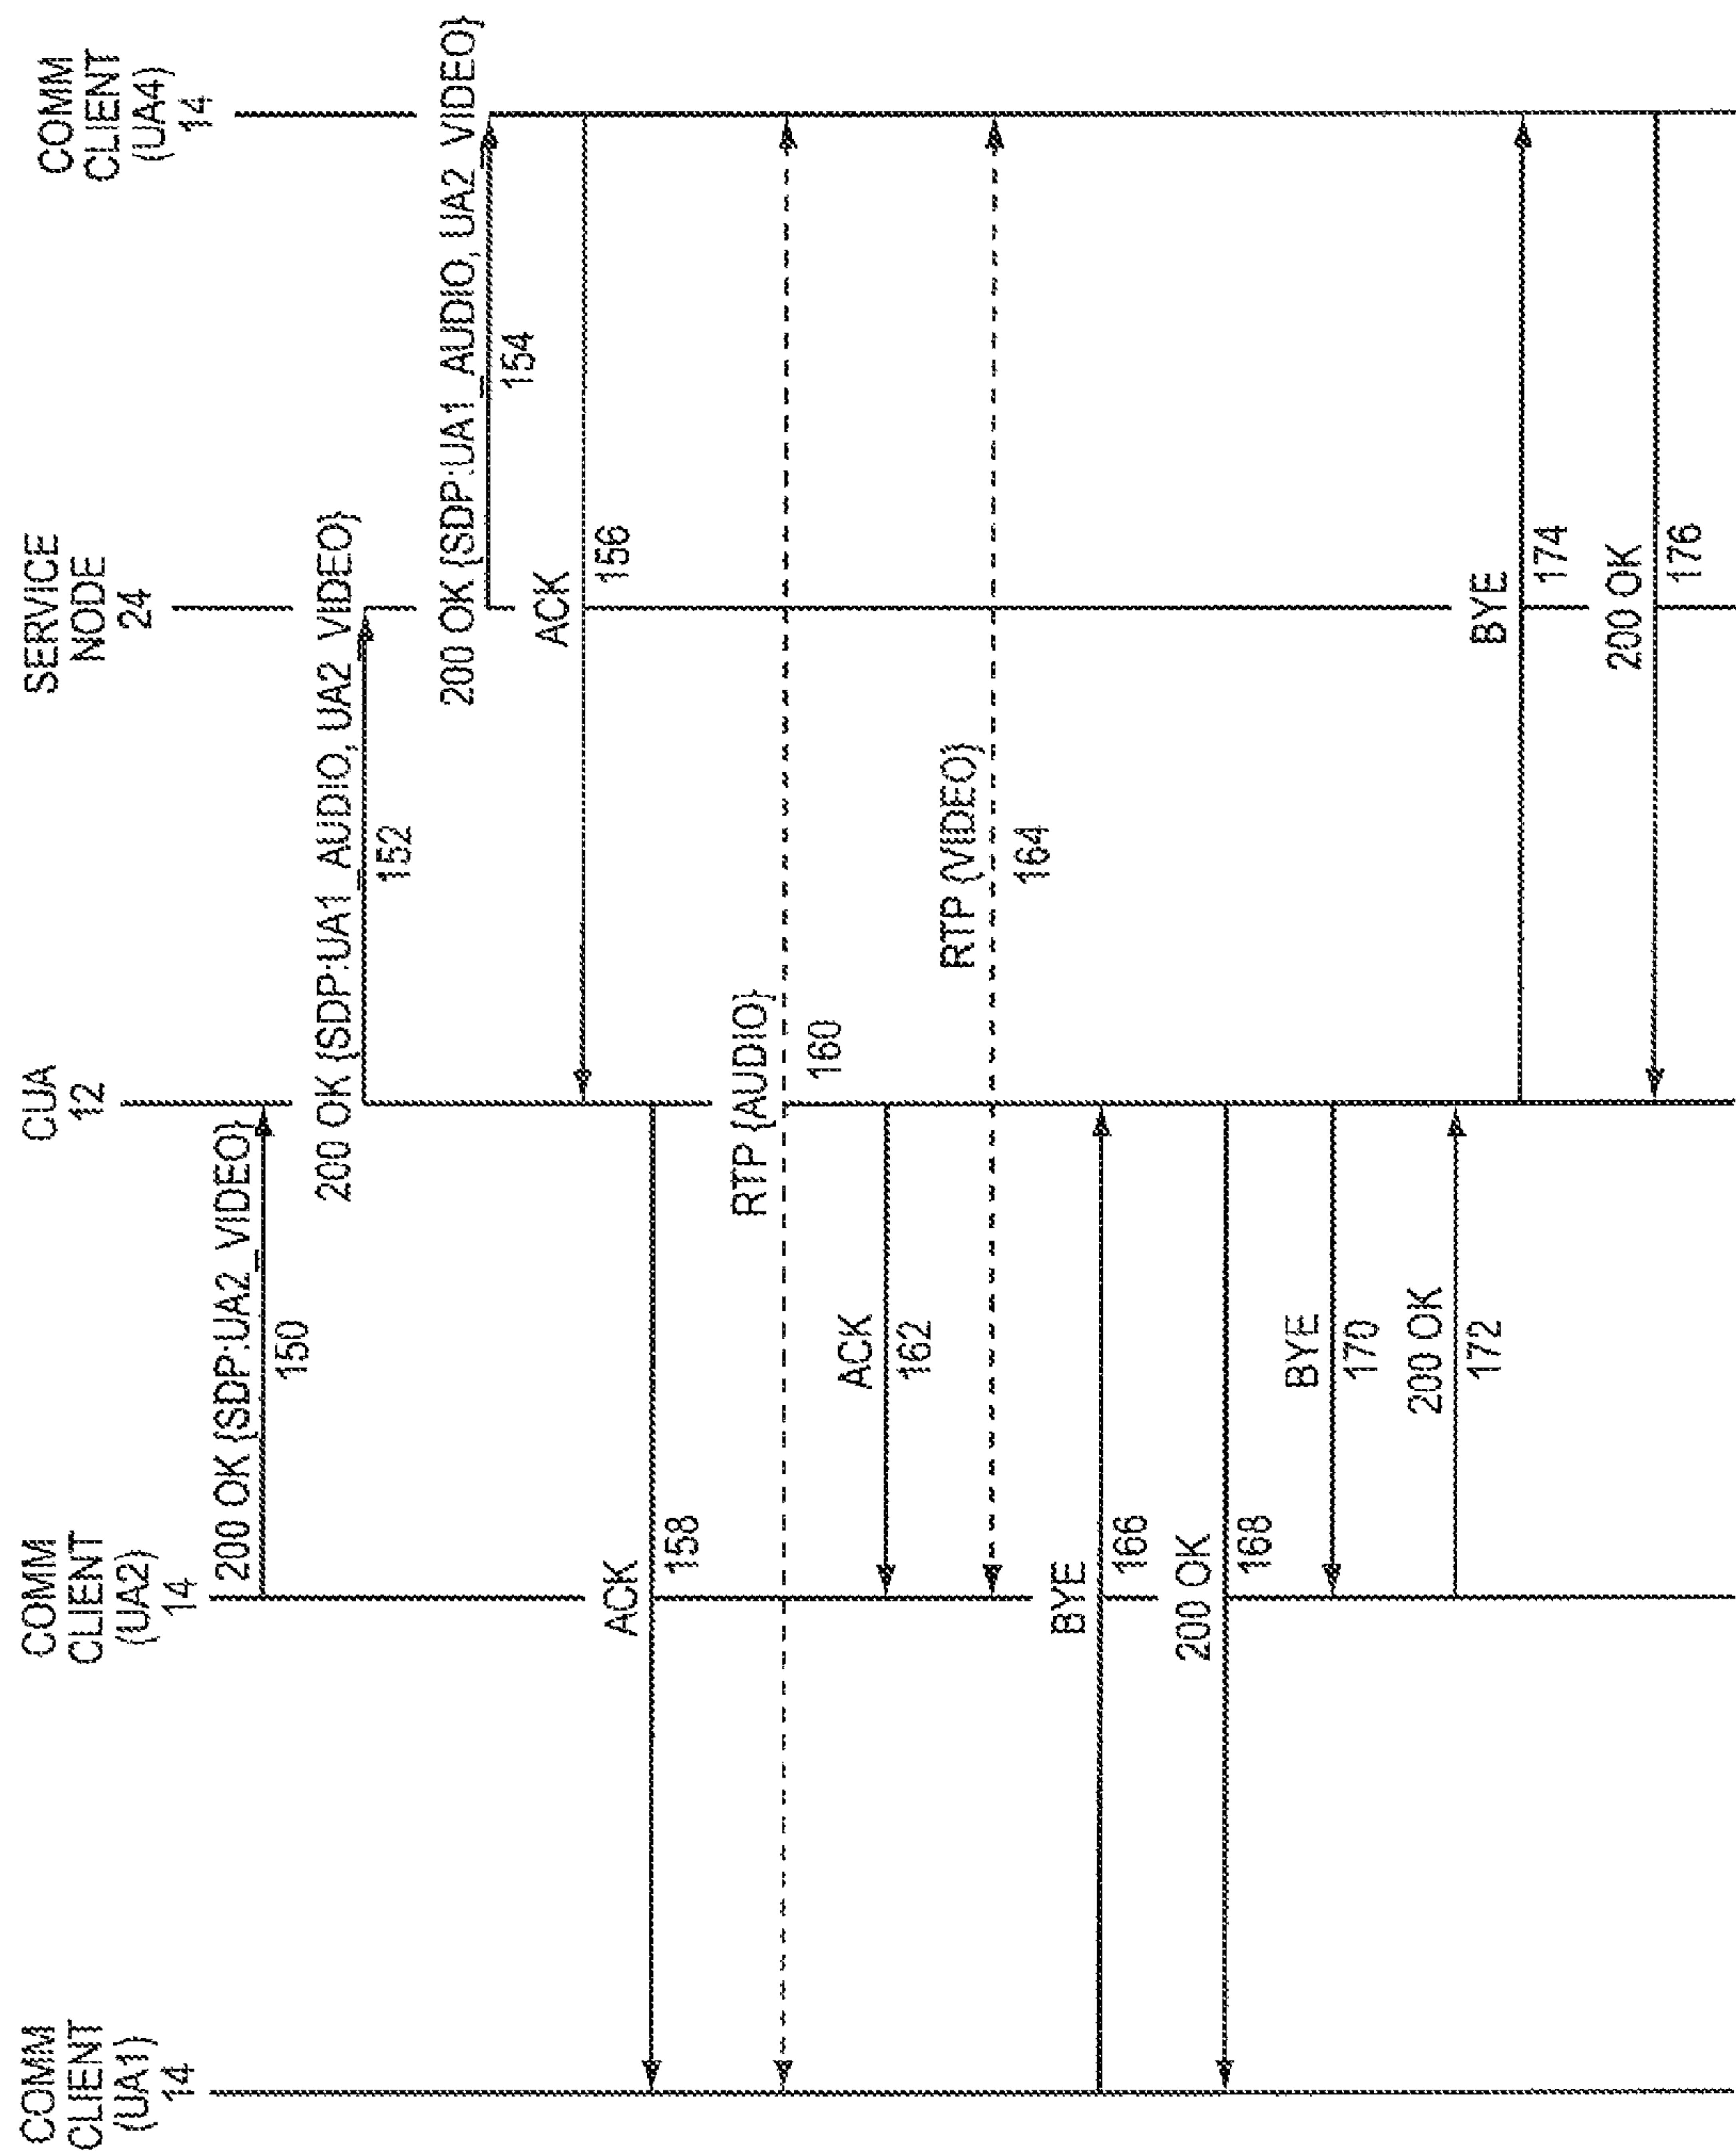 COMM
CLIENT
(UA1)
14
COMM
CLIENT
(UA2)
14
CUA
12
SERVICE
NODE
24
COMM
CLIENT
(UA4)
14
200 OK {SDP:UA2_VIDEO}
150
200 OK {SDP:UA1_AUDIO, UA2_VIDEO}
152
200 OK {SDP:UA1_AUDIO, UA2_VIDEO}
154
ACK
156
ACK
158
RTP {AUDIO}
160
ACK
162
RTP {VIDEO}
164
BYE
166
200 OK
168
BYE
170
200 OK
172
BYE
174
200 OK
176